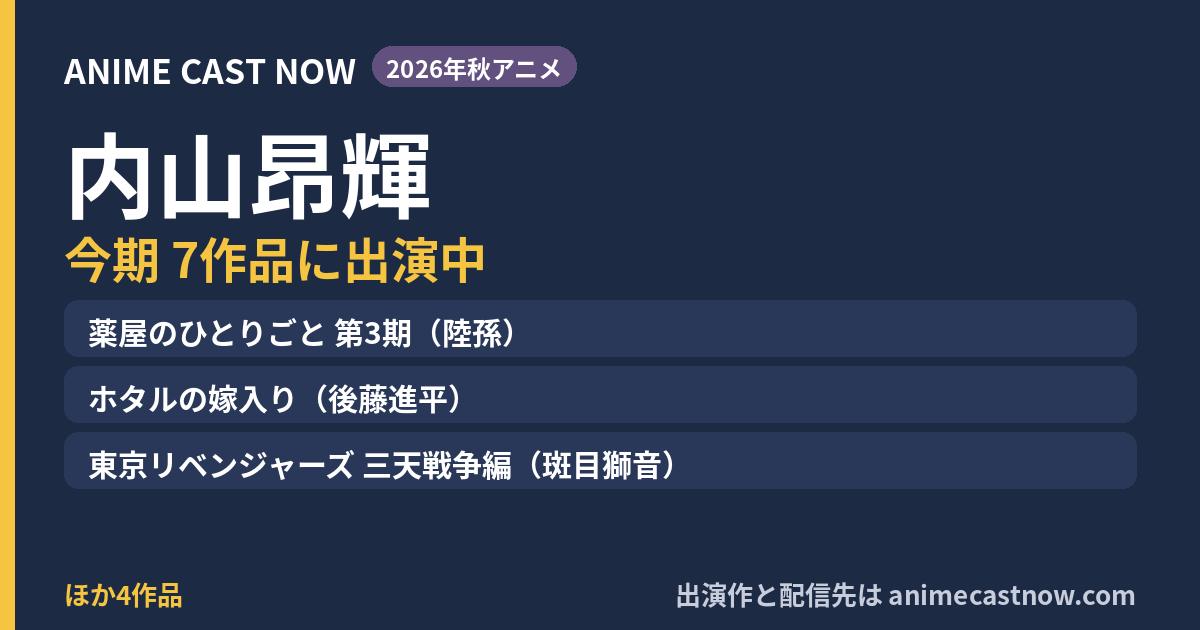 ANIME CAST NOW 2026年秋アニメ
内山昂輝
今期 7作品に出演中
薬屋のひとりごと 第3期（陸孫）
ホタルの嫁入り（後藤進平）
東京リベンジャーズ 三天戦争編（斑目獅音）
ほか4作品
出演作と配信先は animecastnow.com